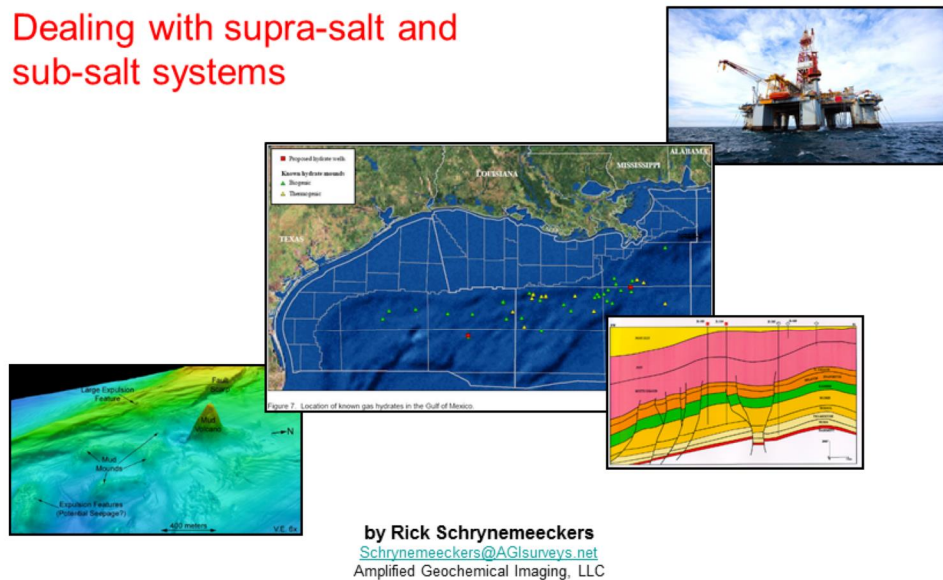 Dealing with supra-salt and
sub-salt systems
ALABAMA
MISSISSIPPI
LOUISIANA
TEXAS
Proposed hydrate wells
Known hydrate mounds
Biogenic
Thermogenic
Figure 7. Location of known gas hydrates in the Gulf of Mexico
Large Expulsion
Feature
Fault
Scarp
Mud
Volcano
N
Mud
Mounds
Expulsion Features
(Potential Seepage?)
400 meters
V.E. 6x
by Rick Schrynemeeckers
Schrynemeeckers@AGIsurveys.net
Amplified Geochemical Imaging, LLC